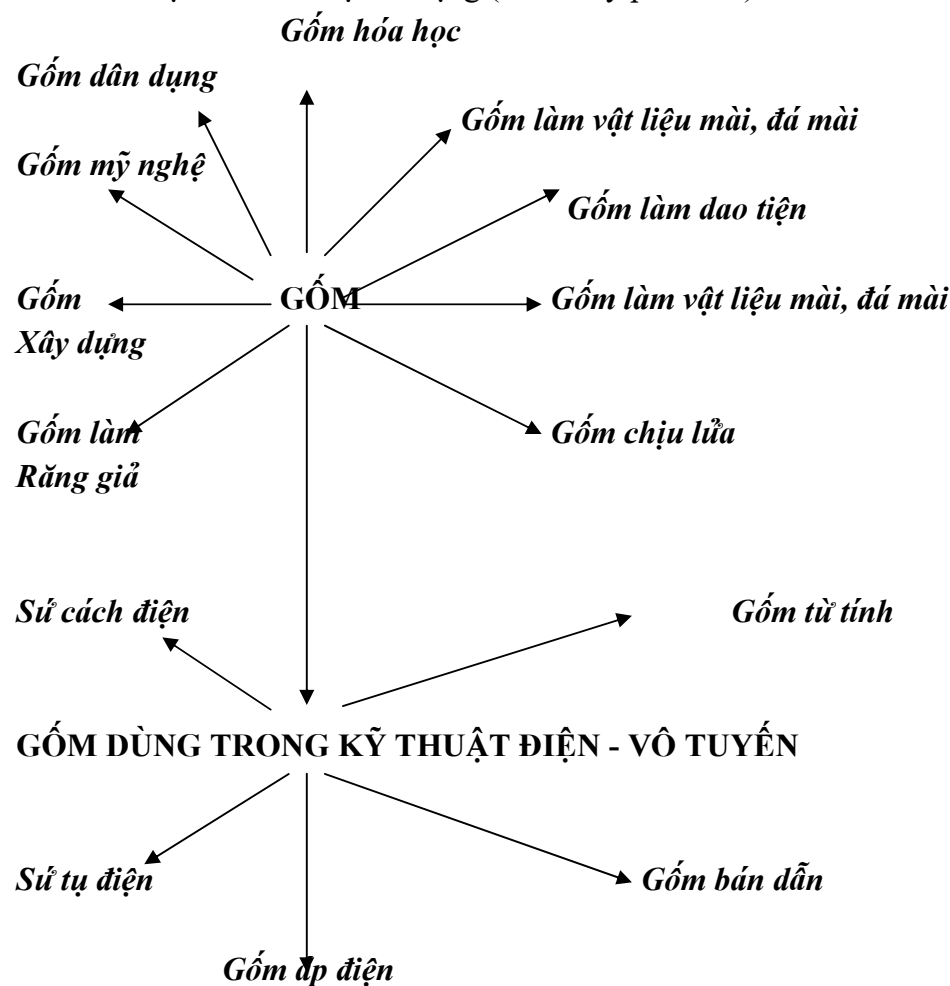 Gốm hóa học
Gốm dân dụng
Gốm làm vật liệu mài, đá mài
Gốm mỹ nghệ
Gốm làm dao tiện
Gốm
Xây dựng
GỐM
Gốm làm vật liệu mài, đá mài
Gốm làm
Răng giả
Gốm chịu lửa
Sứ cách điện
Gốm từ tính
GỐM DÙNG TRONG KỸ THUẬT ĐIỆN - VÔ TUYẾN
Sứ tụ điện
Gốm bán dẫn
Gốm áp điện